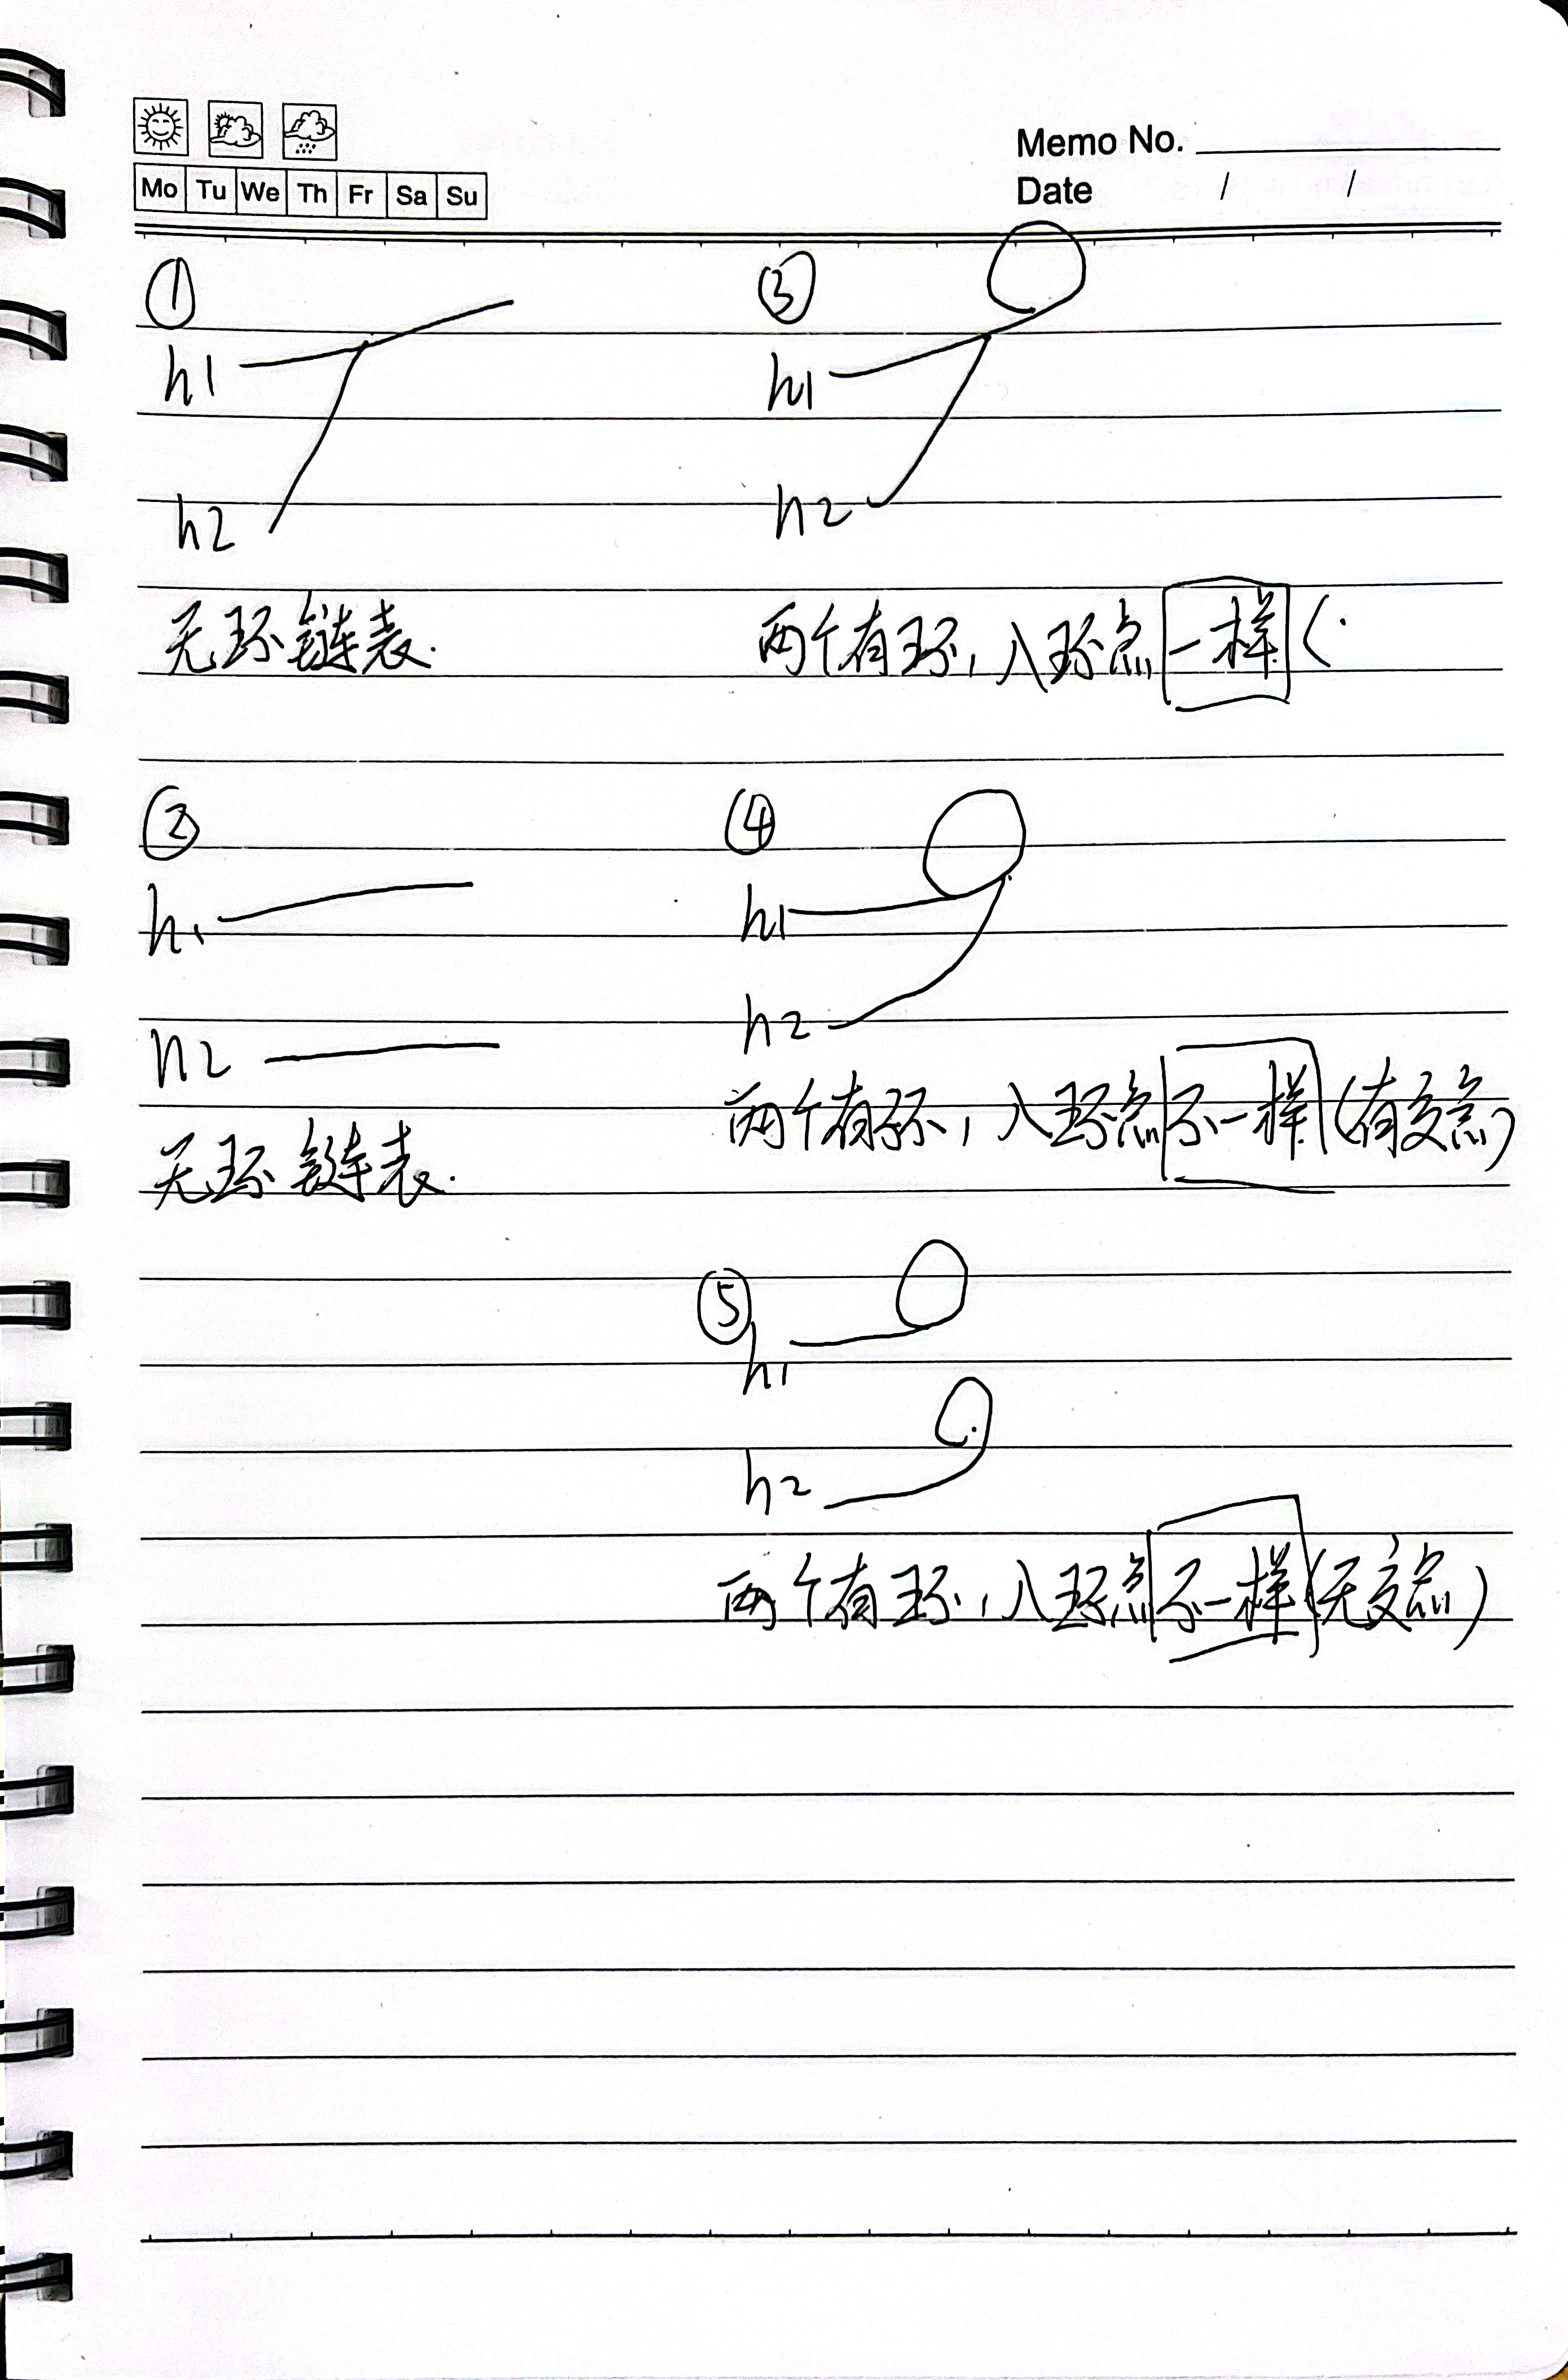 Memo No.
Mo Tu We Th Fr Sa Su
Date / /
①
h1
h2
无环链表.
③
h1
h2
两个有环, 入环点一样(
②
h1
h2
无环链表.
④
h1
h2
两个有环, 入环点不一样(有交点)
⑤
h1
h2
两个有环, 入环点不一样(无交点)